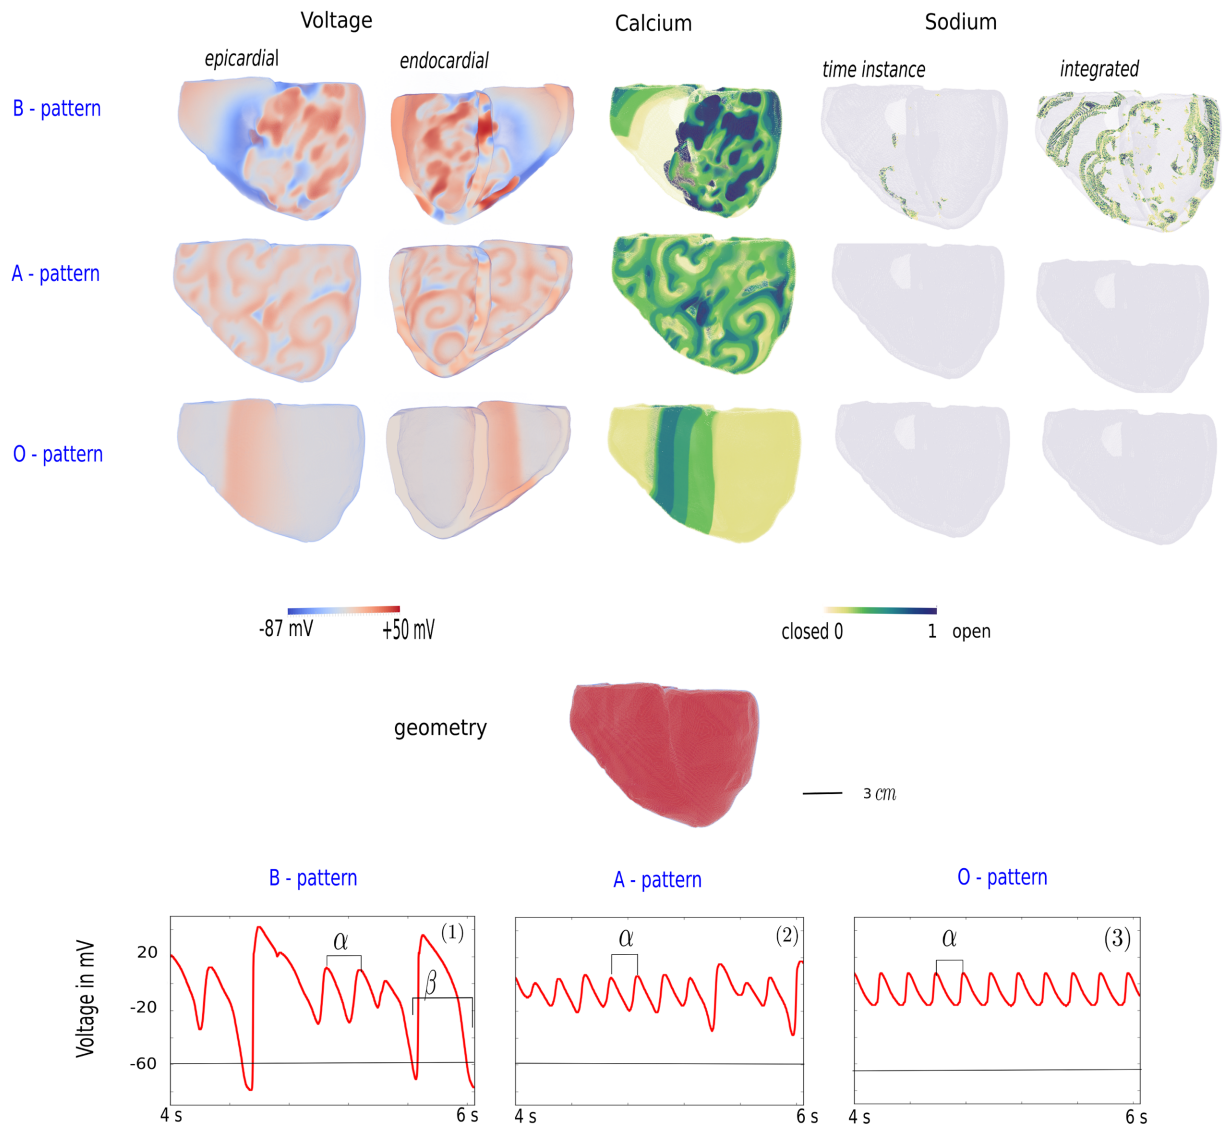 Voltage
Calcium
Sodium
epicardial
endocardial
time instance
integrated
B - pattern
A - pattern
O - pattern
-87 mV
+50 mV
closed 0
1 open
geometry
3 cm
B - pattern
A - pattern
O - pattern
Voltage in mV
20
-20
-60
(1)
α
β
4 s
6 s
(2)
α
4 s
6 s
(3)
α
4 s
6 s